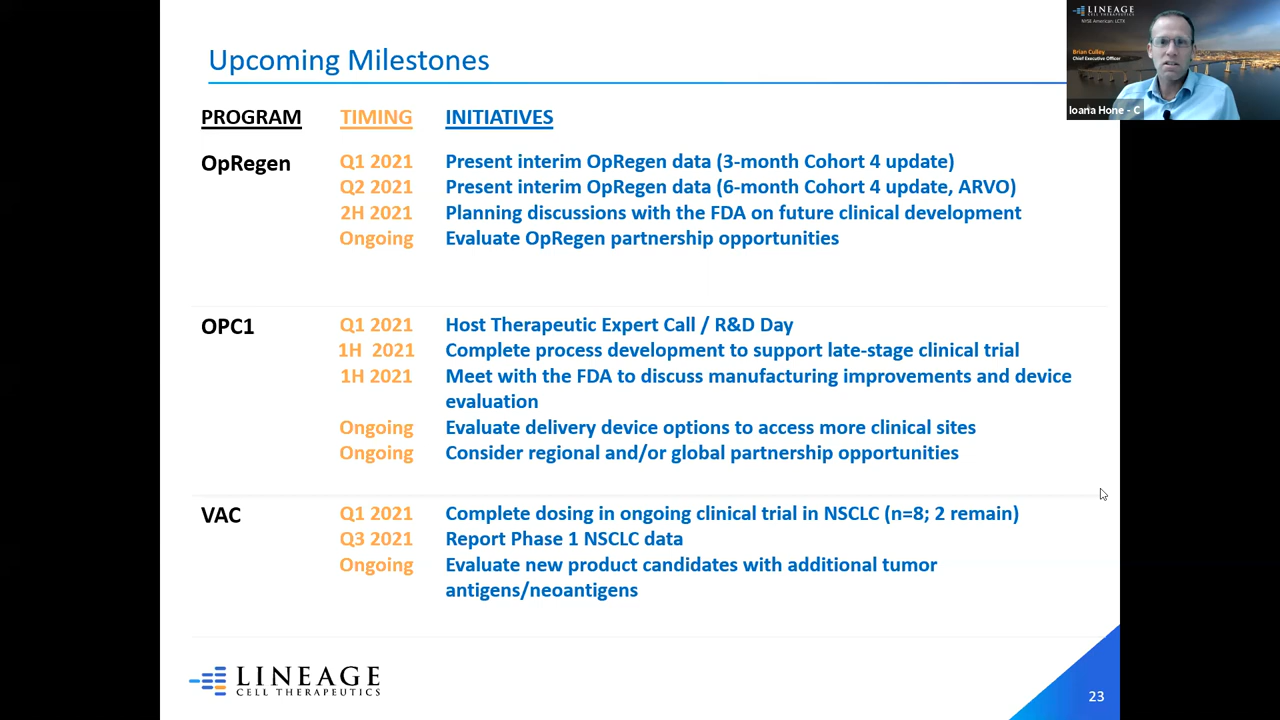 Upcoming Milestones
PROGRAM TIMING INITIATIVES
OpRegen Q1 2021 Present interim OpRegen data (3-month Cohort 4 update)
Q2 2021 Present interim OpRegen data (6-month Cohort 4 update, ARVO)
2H 2021 Planning discussions with the FDA on future clinical development
Ongoing Evaluate OpRegen partnership opportunities
OPC1 Q1 2021 Host Therapeutic Expert Call / R&D Day
1H 2021 Complete process development to support late-stage clinical trial
1H 2021 Meet with the FDA to discuss manufacturing improvements and device
evaluation
Ongoing Evaluate delivery device options to access more clinical sites
Ongoing Consider regional and/or global partnership opportunities
VAC Q1 2021 Complete dosing in ongoing clinical trial in NSCLC (n=8; 2 remain)
Q3 2021 Report Phase 1 NSCLC data
Ongoing Evaluate new product candidates with additional tumor
antigens/neoantigens
LINEAGE
CELL THERAPEUTICS
23
LINEAGE
CELL THERAPEUTICS
NYSE American: LCTX
Brian Culley
Chief Executive Officer
Ioana Hone - C